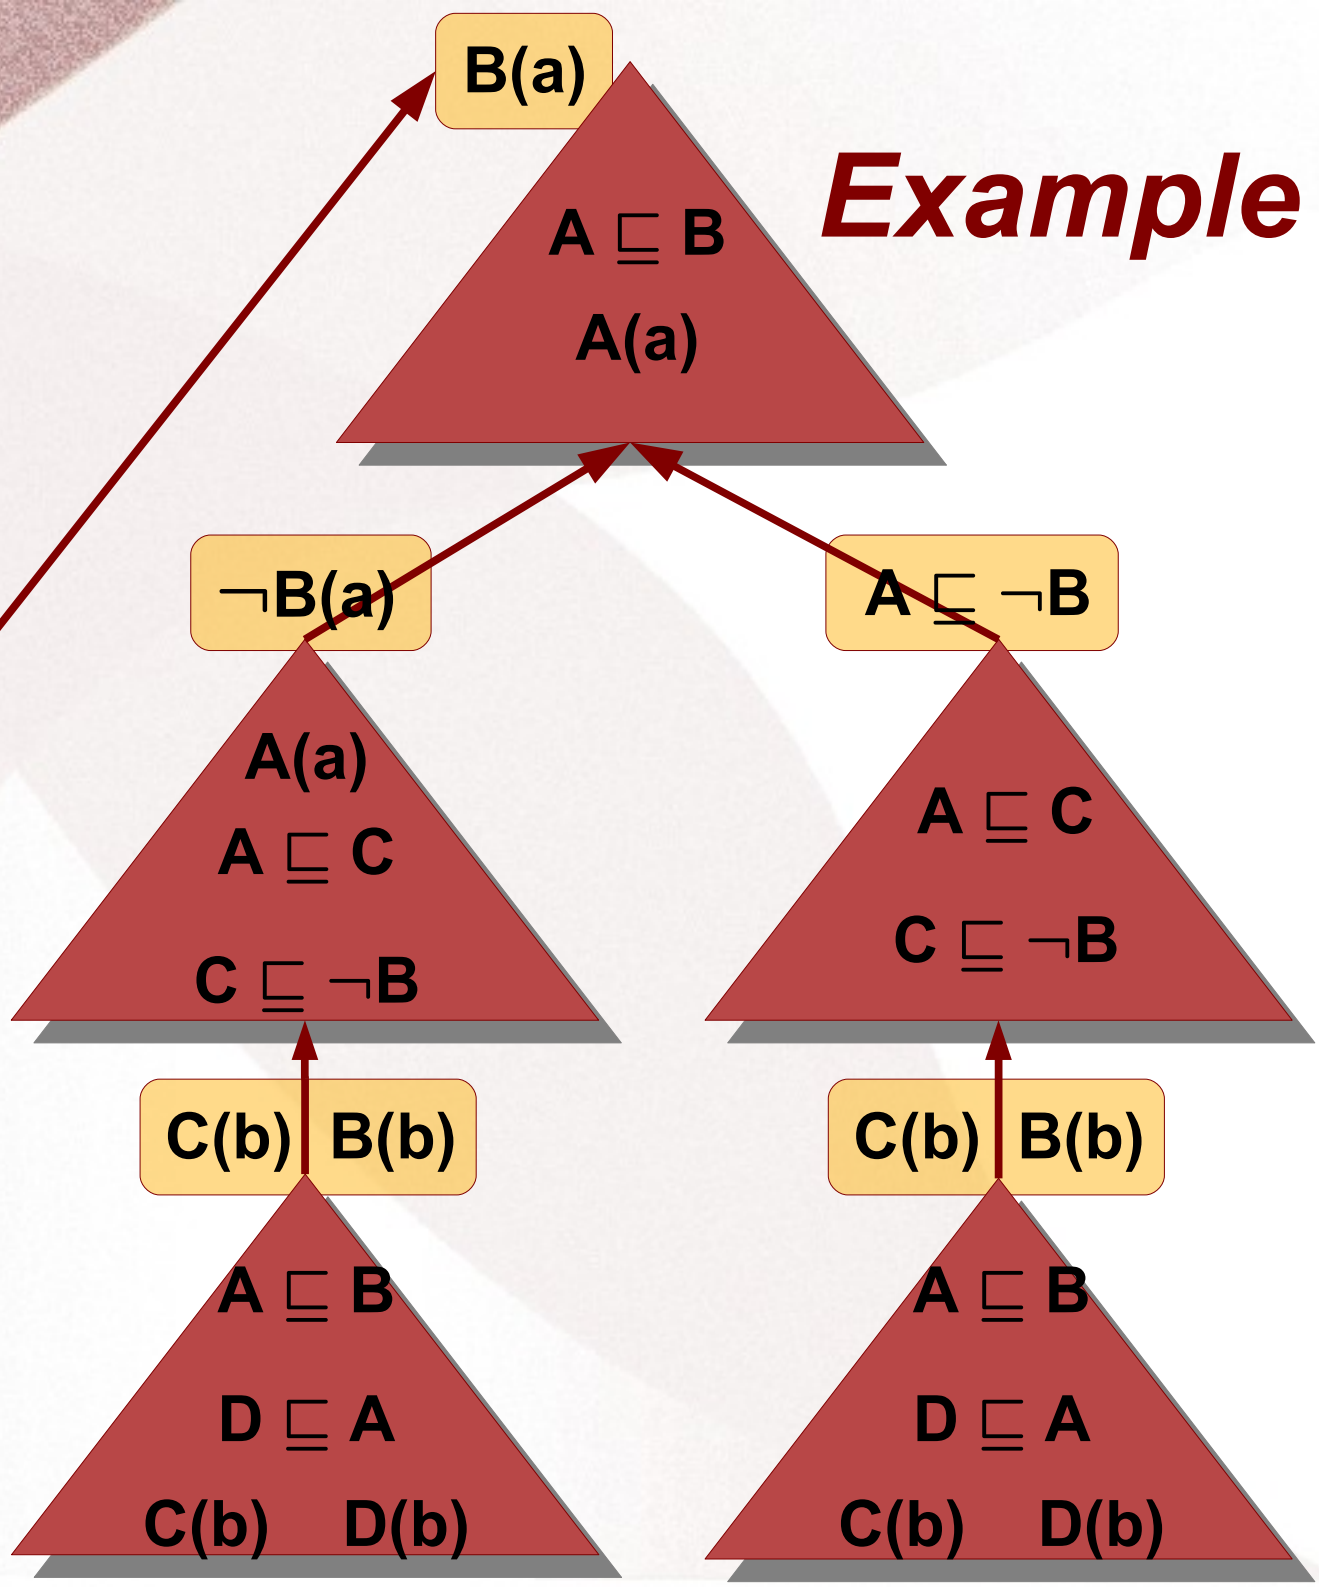 B(a)
Example
A ⊑ B
A(a)
¬B(a)
A ⊑ ¬B
A(a)
A ⊑ C
C ⊑ ¬B
A ⊑ C
C ⊑ ¬B
C(b) B(b)
C(b) B(b)
A ⊑ B
D ⊑ A
C(b) D(b)
A ⊑ B
D ⊑ A
C(b) D(b)